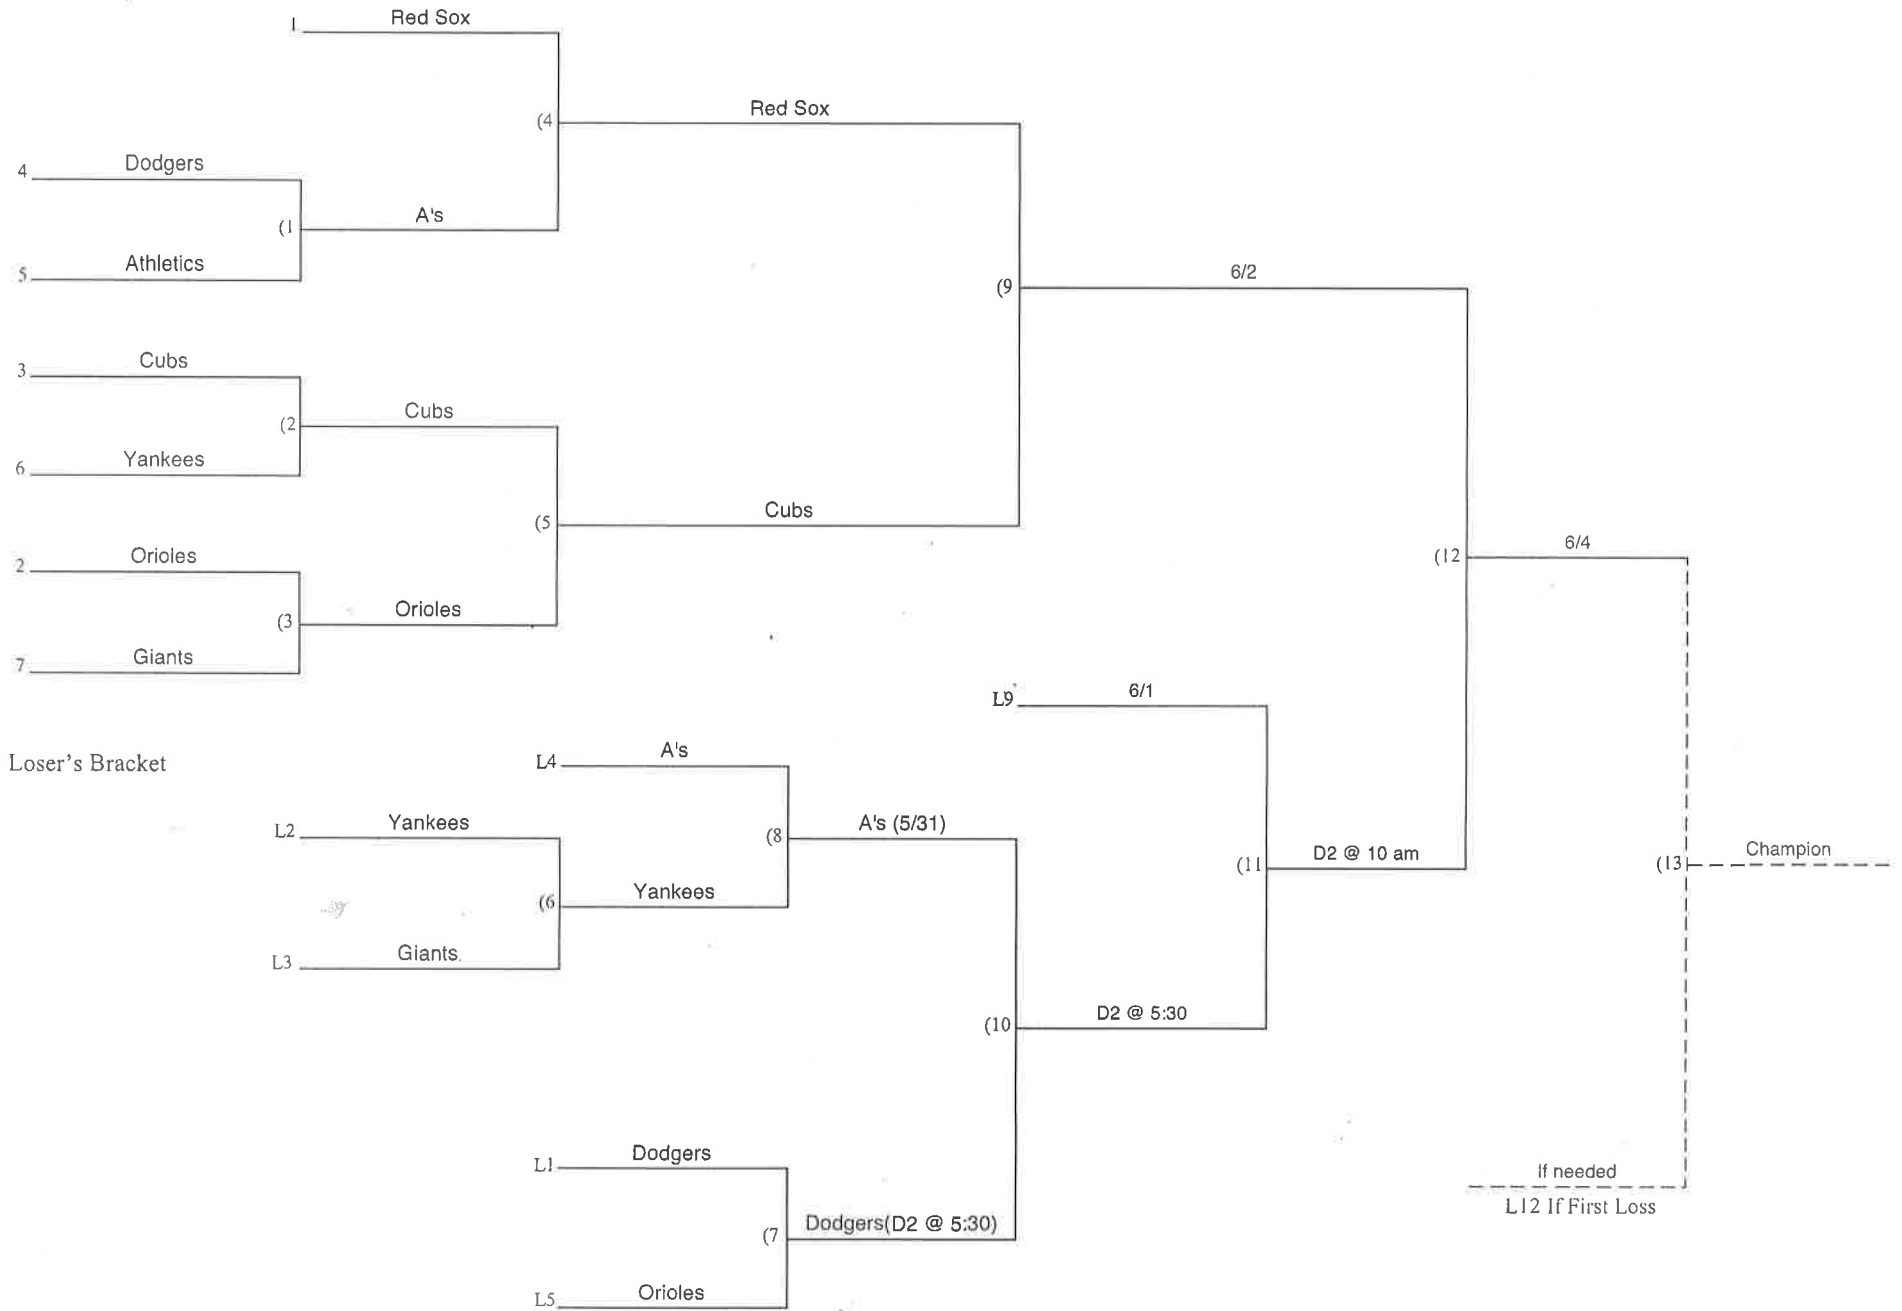 1 Red Sox
(4 Red Sox
4 Dodgers
(1 A's
5 Athletics
(9 6/2
3 Cubs
(2 Cubs
6 Yankees
(5 Cubs
2 Orioles
(12 6/4
(3 Orioles
7 Giants
L9 6/1
Loser's Bracket
L4 A's
L2 Yankees
(8 A's (5/31)
(11 D2 @ 10 am
(13 Champion
(6 Yankees
L3 Giants
(10 D2 @ 5:30
L1 Dodgers
If needed
L12 If First Loss
(7 Dodgers(D2 @ 5:30)
L5 Orioles